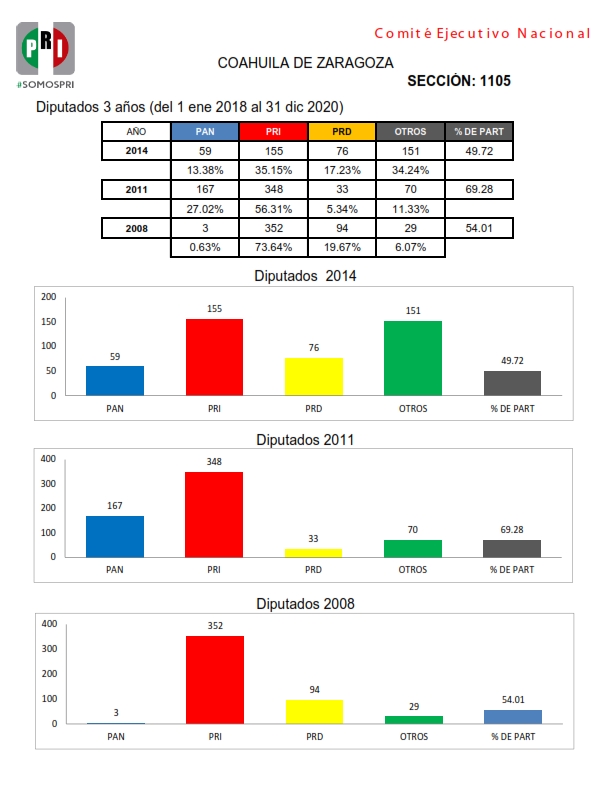 Comité Ejecutivo Nacional
PRI
#SOMOSPRI
COAHUILA DE ZARAGOZA
SECCIÓN: 1105
Diputados 3 años (del 1 ene 2018 al 31 dic 2020)
AÑO PAN PRI PRD OTROS % DE PART
2014 59 155 76 151 49.72
13.38% 35.15% 17.23% 34.24%
2011 167 348 33 70 69.28
27.02% 56.31% 5.34% 11.33%
2008 3 352 94 29 54.01
0.63% 73.64% 19.67% 6.07%
Diputados 2014
200
150
100
50
0
59 155 76 151 49.72
PAN PRI PRD OTROS % DE PART
Diputados 2011
400
300
200
100
0
167 348 33 70 69.28
PAN PRI PRD OTROS % DE PART
Diputados 2008
400
300
200
100
0
3 352 94 29 54.01
PAN PRI PRD OTROS % DE PART